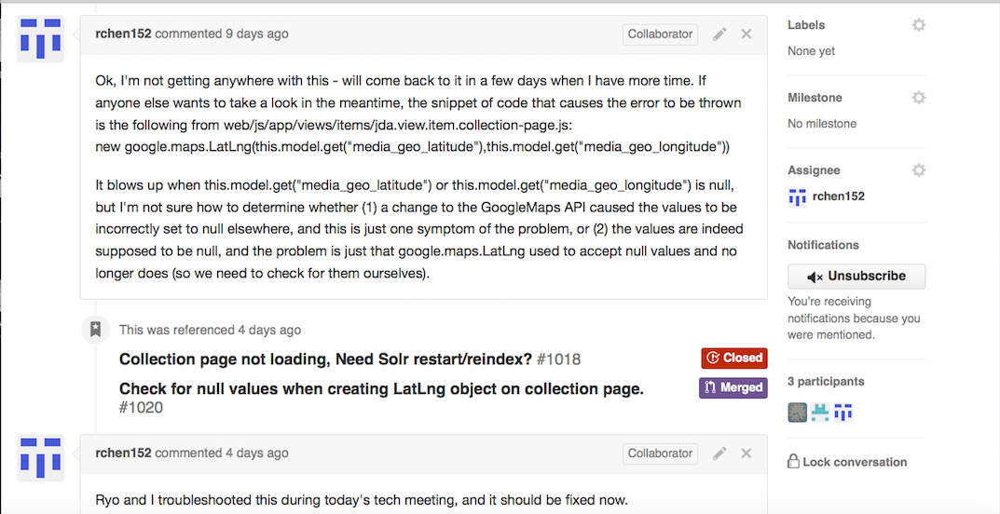 rchen152 commented 9 days ago
Collaborator
Ok, I'm not getting anywhere with this - will come back to it in a few days when I have more time. If
anyone else wants to take a look in the meantime, the snippet of code that causes the error to be thrown
is the following from web/js/app/views/items/jda.view.item.collection-page.js:
new google.maps.LatLng(this.model.get("media_geo_latitude"),this.model.get("media_geo_longitude"))
It blows up when this.model.get("media_geo_latitude") or this.model.get("media_geo_longitude") is null,
but I'm not sure how to determine whether (1) a change to the GoogleMaps API caused the values to be
incorrectly set to null elsewhere, and this is just one symptom of the problem, or (2) the values are indeed
supposed to be null, and the problem is just that google.maps.LatLng used to accept null values and no
longer does (so we need to check for them ourselves).
This was referenced 4 days ago
Collection page not loading, Need Solr restart/reindex? #1018
Closed
Check for null values when creating LatLng object on collection page.
#1020
Merged
rchen152 commented 4 days ago
Collaborator
Ryo and I troubleshooted this during today's tech meeting, and it should be fixed now.
Labels
None yet
Milestone
No milestone
Assignee
rchen152
Notifications
Unsubscribe
You're receiving
notifications because you
were mentioned.
3 participants
Lock conversation